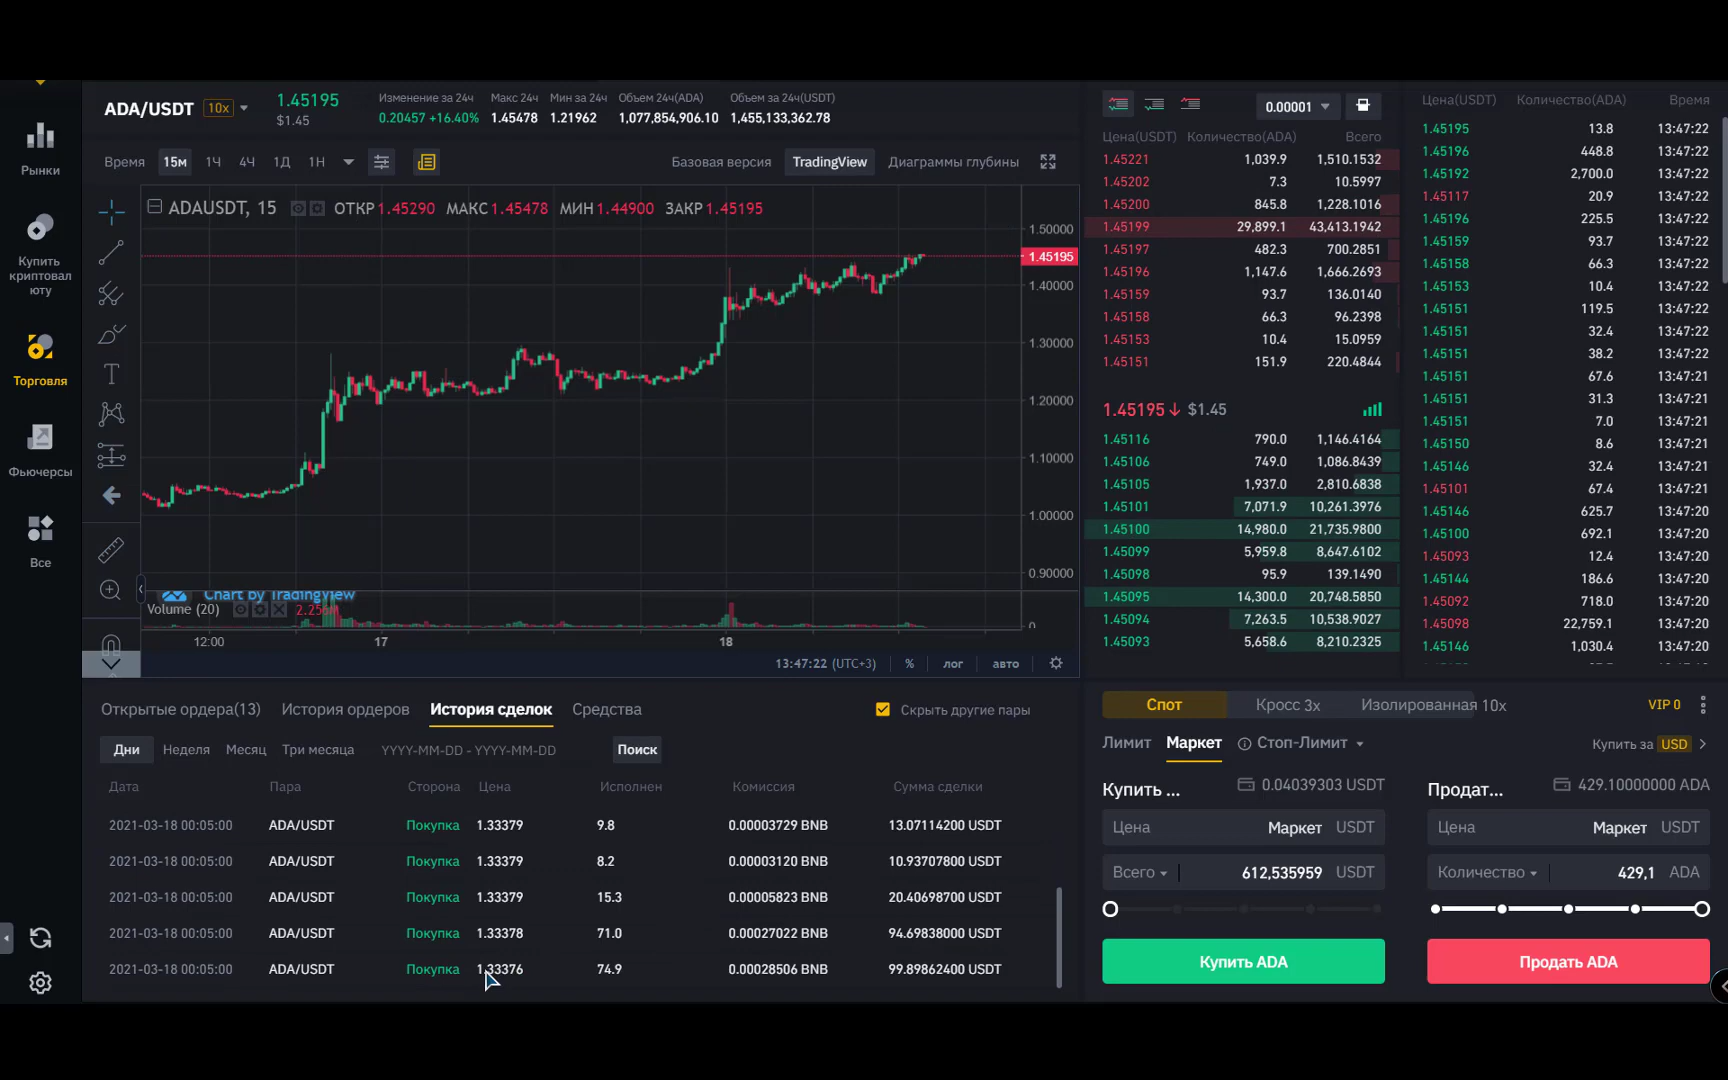 ADA/USDT 10x 1.45195 $1.45
Изменение за 24ч 0.20457 +16.40%
Макс 24ч 1.45478
Мин за 24ч 1.21962
Объем 24ч(ADA) 1,077,854,906.10
Объем за 24ч(USDT) 1,455,133,362.78
Рынки
Купить
криптовал
юту
Торговля
Фьючерсы
Все
Время 15м 1Ч 4Ч 1Д 1Н Базовая версия TradingView Диаграммы глубины
ADAUSDT, 15 ОТКР 1.45290 МАКС 1.45478 МИН 1.44900 ЗАКР 1.45195
1.50000
1.45195
1.40000
1.30000
1.20000
1.10000
1.00000
0.90000
0
Chart by TradingView
Volume (20) 2.256M
12:00 17 18
13:47:22 (UTC+3) % лог авто
0.00001
Цена(USDT) Количество(ADA) Всего
1.45221 1,039.9 1,510.1532
1.45202 7.3 10.5997
1.45200 845.8 1,228.1016
1.45199 29,899.1 43,413.1942
1.45197 482.3 700.2851
1.45196 1,147.6 1,666.2693
1.45159 93.7 136.0140
1.45158 66.3 96.2398
1.45153 10.4 15.0959
1.45151 151.9 220.4844
1.45195↓ $1.45
1.45116 790.0 1,146.4164
1.45106 749.0 1,086.8439
1.45105 1,937.0 2,810.6838
1.45101 7,071.9 10,261.3976
1.45100 14,980.0 21,735.9800
1.45099 5,959.8 8,647.6102
1.45098 95.9 139.1490
1.45095 14,300.0 20,748.5850
1.45094 7,263.5 10,538.9027
1.45093 5,658.6 8,210.2325
Цена(USDT) Количество(ADA) Время
1.45195 13.8 13:47:22
1.45196 448.8 13:47:22
1.45192 2,700.0 13:47:22
1.45117 20.9 13:47:22
1.45196 225.5 13:47:22
1.45159 93.7 13:47:22
1.45158 66.3 13:47:22
1.45153 10.4 13:47:22
1.45151 119.5 13:47:22
1.45151 32.4 13:47:22
1.45151 38.2 13:47:22
1.45151 67.6 13:47:21
1.45151 31.3 13:47:21
1.45151 7.0 13:47:21
1.45150 8.6 13:47:21
1.45146 32.4 13:47:21
1.45101 67.4 13:47:21
1.45146 625.7 13:47:20
1.45100 692.1 13:47:20
1.45093 12.4 13:47:20
1.45144 186.6 13:47:20
1.45092 718.0 13:47:20
1.45098 22,759.1 13:47:20
1.45146 1,030.4 13:47:20
Открытые ордера(13) История ордеров История сделок Средства Скрыть другие пары
Дни Неделя Месяц Три месяца YYYY-MM-DD - YYYY-MM-DD Поиск
Дата Пара Сторона Цена Исполнен Комиссия Сумма сделки
2021-03-18 00:05:00 ADA/USDT Покупка 1.33379 9.8 0.00003729 BNB 13.07114200 USDT
2021-03-18 00:05:00 ADA/USDT Покупка 1.33379 8.2 0.00003120 BNB 10.93707800 USDT
2021-03-18 00:05:00 ADA/USDT Покупка 1.33379 15.3 0.00005823 BNB 20.40698700 USDT
2021-03-18 00:05:00 ADA/USDT Покупка 1.33378 71.0 0.00027022 BNB 94.69838000 USDT
2021-03-18 00:05:00 ADA/USDT Покупка 1.33376 74.9 0.00028506 BNB 99.89862400 USDT
Спот Кросс 3x Изолированная 10x VIP 0
Лимит Маркет Стоп-Лимит Купить за USD
Купить ... 0.04039303 USDT
Цена Маркет USDT
Всего 612,535959 USDT
Купить ADA
Продат... 429.10000000 ADA
Цена Маркет USDT
Количество 429,1 ADA
Продать ADA